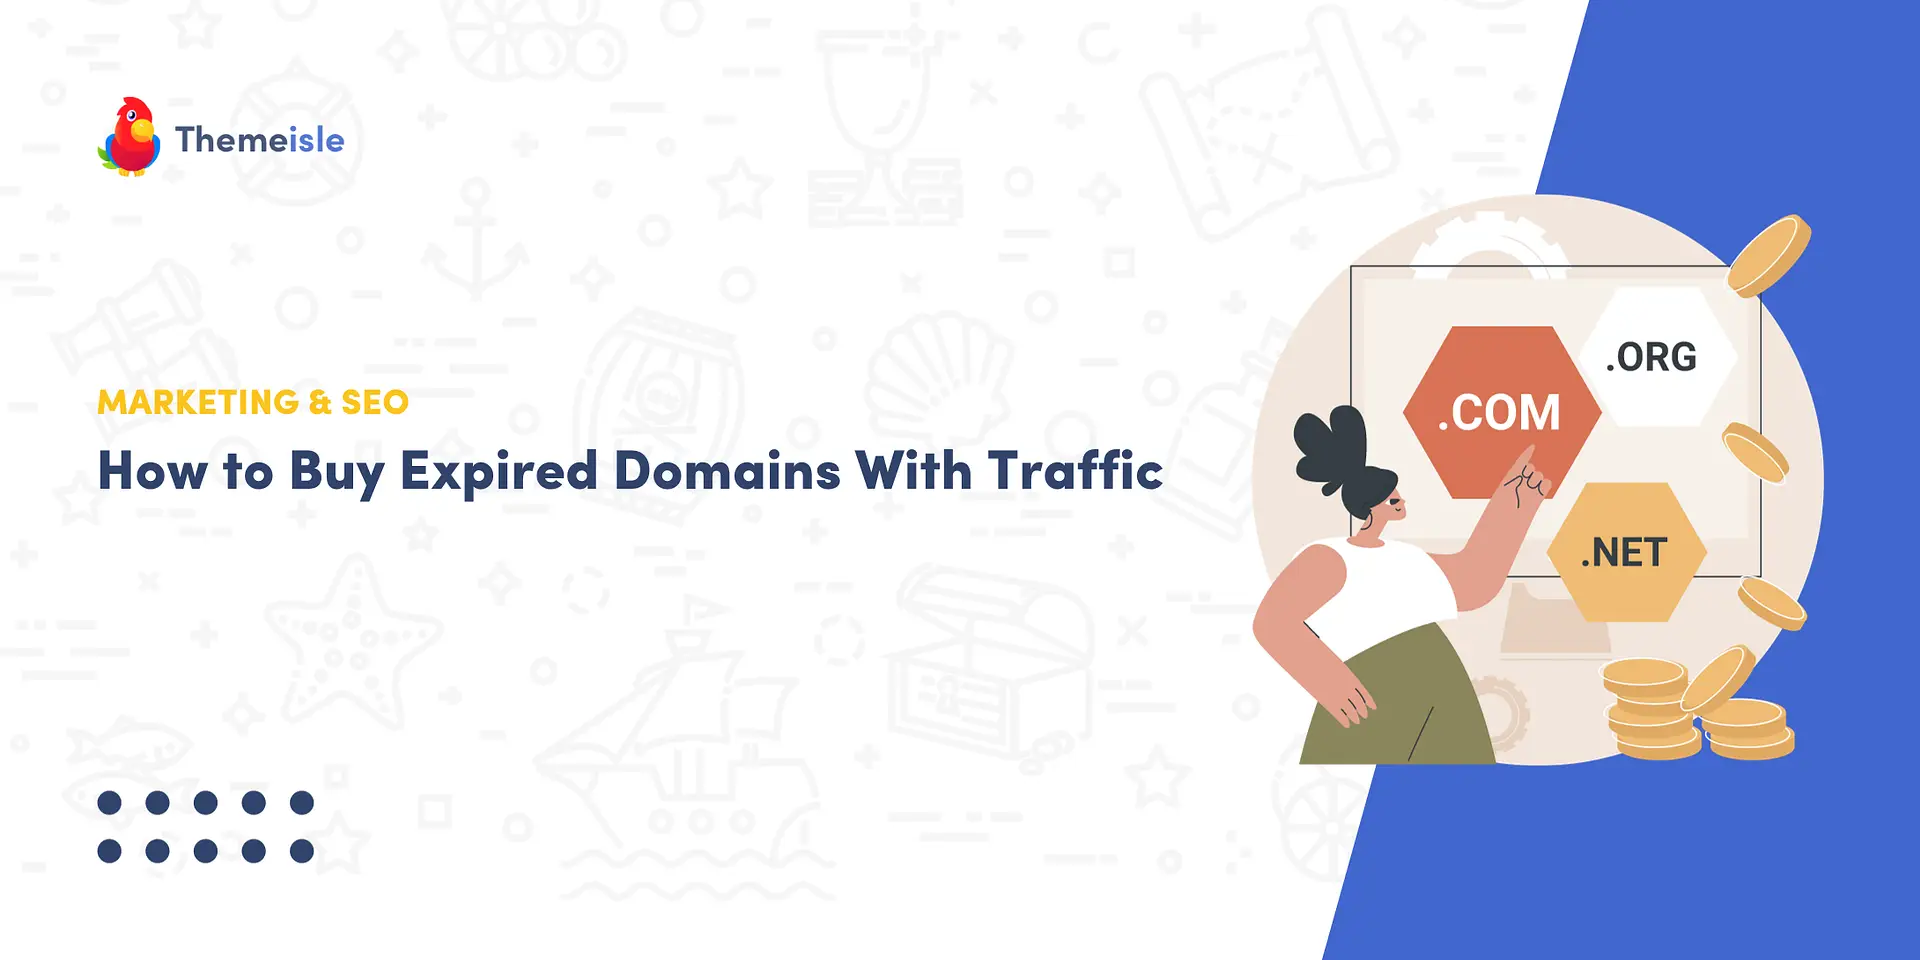 Themeisle
MARKETING & SEO
How to Buy Expired Domains With Traffic
.COM
.ORG
.NET